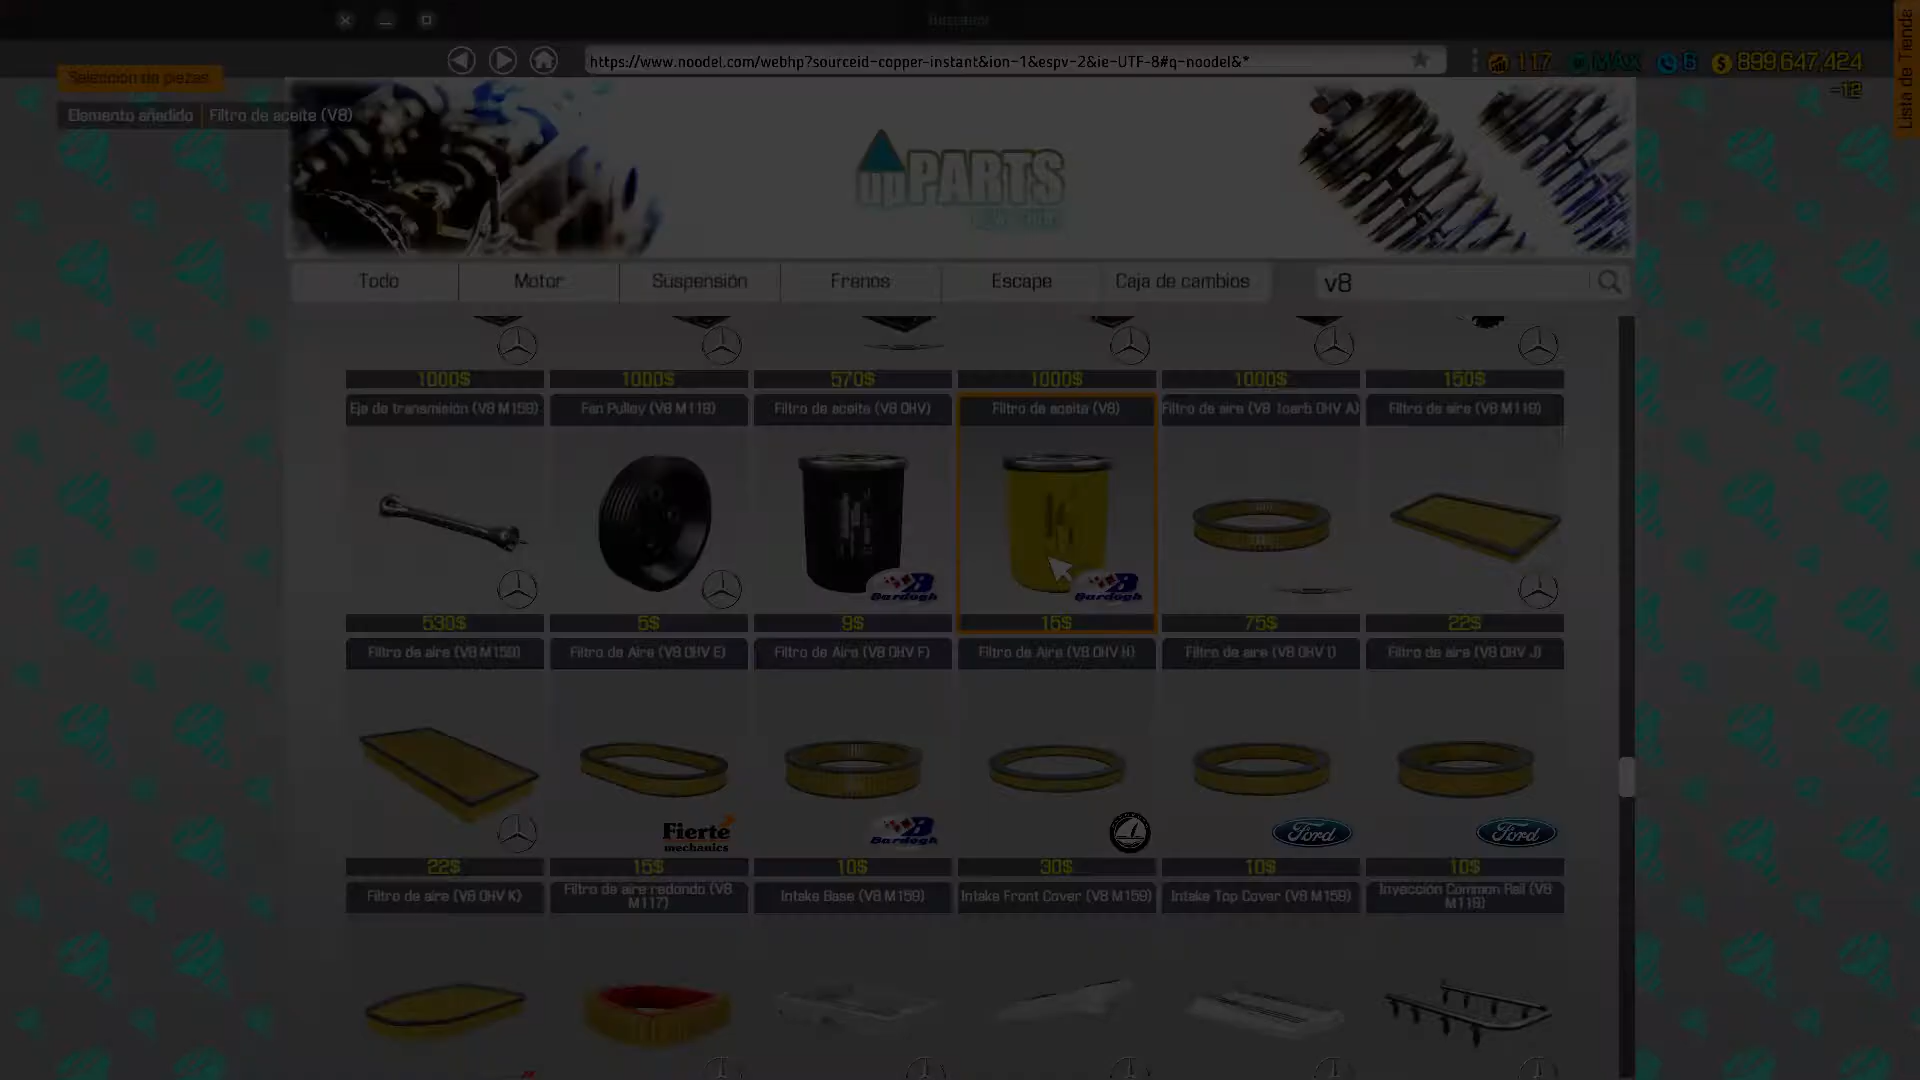 https://www.noodel.com/webhp?sourceid-copper-instant&ion-1&espv-2&ie-UTF-8#q-noodel&*
117
MAX
6
899 647,424
-12
Lista de Tienda
Selección de piezas
Elemento añadido
Filtro de aceite (V8)
upPARTS
Todo
Motor
Suspensión
Frenos
Escape
Caja de cambios
v8
1000$
1000$
570$
1000$
1000$
150$
Eje de transmisión (V8 M159)
Fan Pulley (V8 M119)
Filtro de aceite (V8 OHV)
Filtro de aceite (V8)
Filtro de aire (V8 1carb OHV A)
Filtro de aire (V8 M119)
Bardogh
Bardogh
530$
5$
9$
15$
75$
22$
Filtro de aire (V8 M159)
Filtro de Aire (V8 OHV E)
Filtro de Aire (V8 OHV F)
Filtro de Aire (V8 OHV H)
Filtro de aire (V8 OHV I)
Filtro de aire (V8 OHV J)
Fierte
mechanics
Bardogh
Ford
Ford
22$
15$
10$
30$
10$
10$
Filtro de aire (V8 OHV K)
Filtro de aire redondo (V8
M117)
Intake Base (V8 M159)
Intake Front Cover (V8 M159)
Intake Top Cover (V8 M159)
Inyección Common Rail (V8
M119)